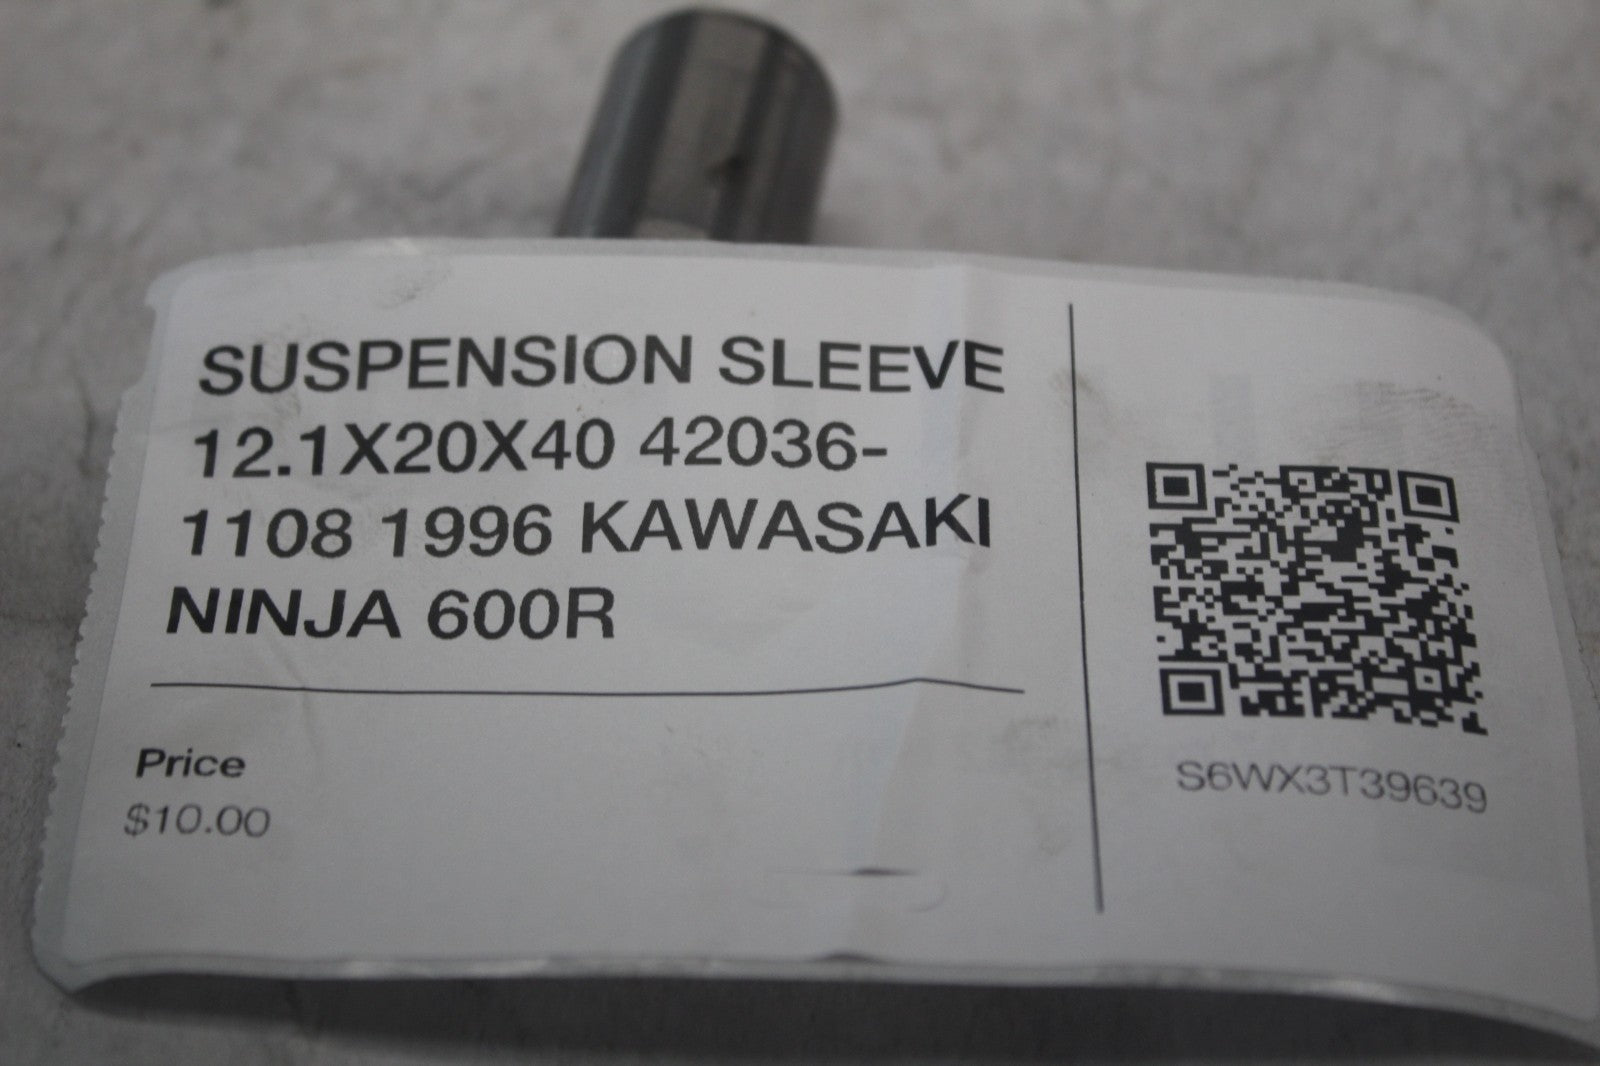 SUSPENSION SLEEVE
12.1X20X40 42036-
1108 1996 KAWASAKI
NINJA 600R
Price
$10.00
S6WX3T39639